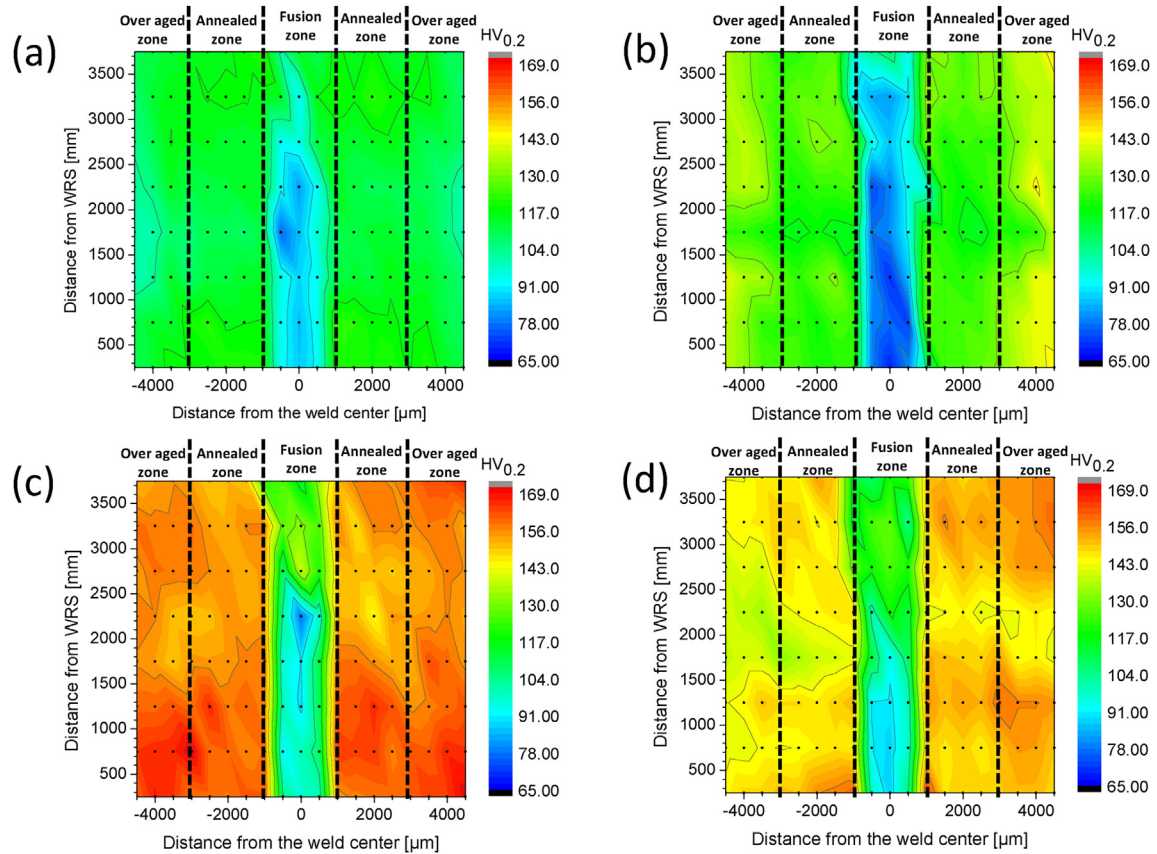 (a)
Over aged zone
Annealed zone
Fusion zone
Annealed zone
Over aged zone
HV0.2
169.0
156.0
143.0
130.0
117.0
104.0
91.00
78.00
65.00
3500
3000
2500
2000
1500
1000
500
Distance from WRS [mm]
-4000 -2000 0 2000 4000
Distance from the weld center [µm]
(b)
Over aged zone
Annealed zone
Fusion zone
Annealed zone
Over aged zone
HV0.2
169.0
156.0
143.0
130.0
117.0
104.0
91.00
78.00
65.00
3500
3000
2500
2000
1500
1000
500
Distance from WRS [mm]
-4000 -2000 0 2000 4000
Distance from the weld center [µm]
(c)
Over aged zone
Annealed zone
Fusion zone
Annealed zone
Over aged zone
HV0.2
169.0
156.0
143.0
130.0
117.0
104.0
91.00
78.00
65.00
3500
3000
2500
2000
1500
1000
500
Distance from WRS [mm]
-4000 -2000 0 2000 4000
Distance from the weld center [µm]
(d)
Over aged zone
Annealed zone
Fusion zone
Annealed zone
Over aged zone
HV0.2
169.0
156.0
143.0
130.0
117.0
104.0
91.00
78.00
65.00
3500
3000
2500
2000
1500
1000
500
Distance from WRS [mm]
-4000 -2000 0 2000 4000
Distance from the weld center [µm]